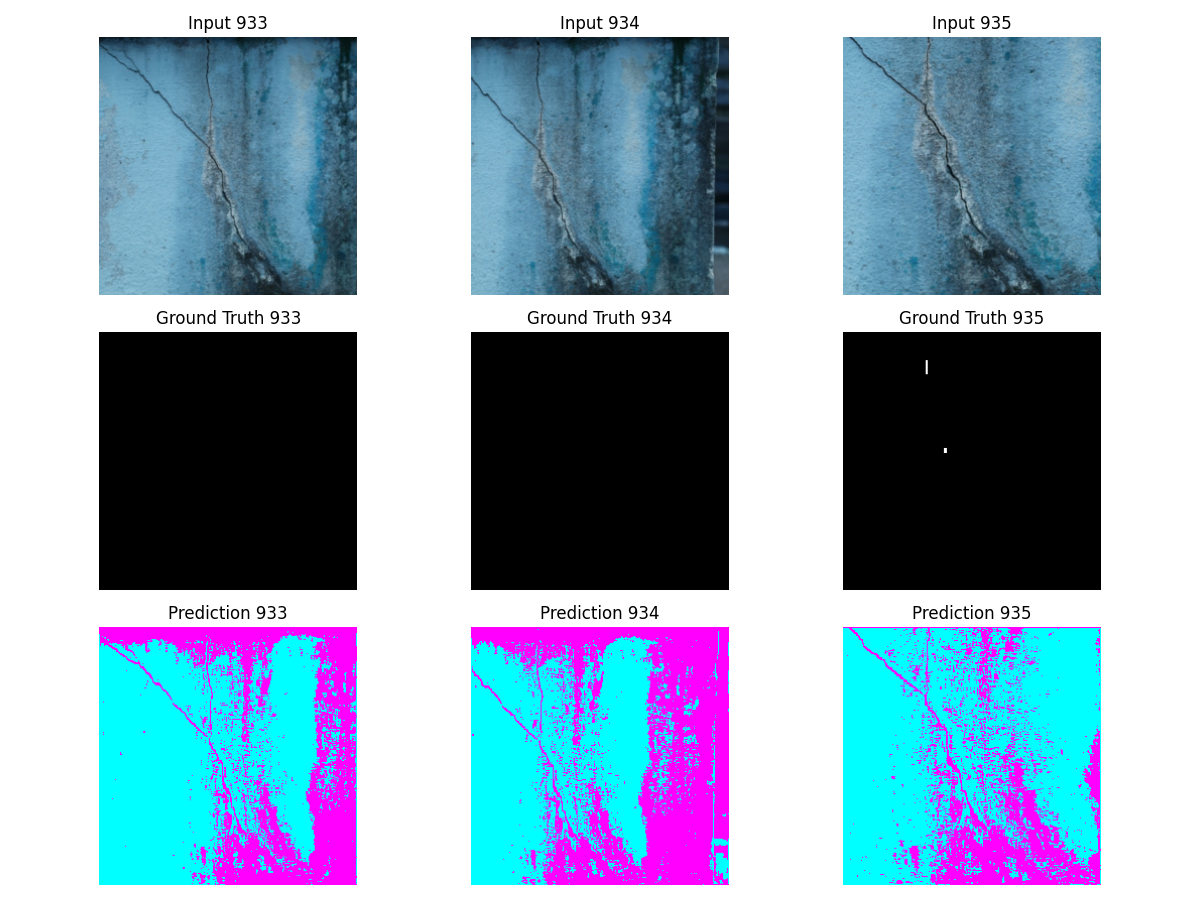 Input 933
Input 934
Input 935
Ground Truth 933
Ground Truth 934
Ground Truth 935
Prediction 933
Prediction 934
Prediction 935